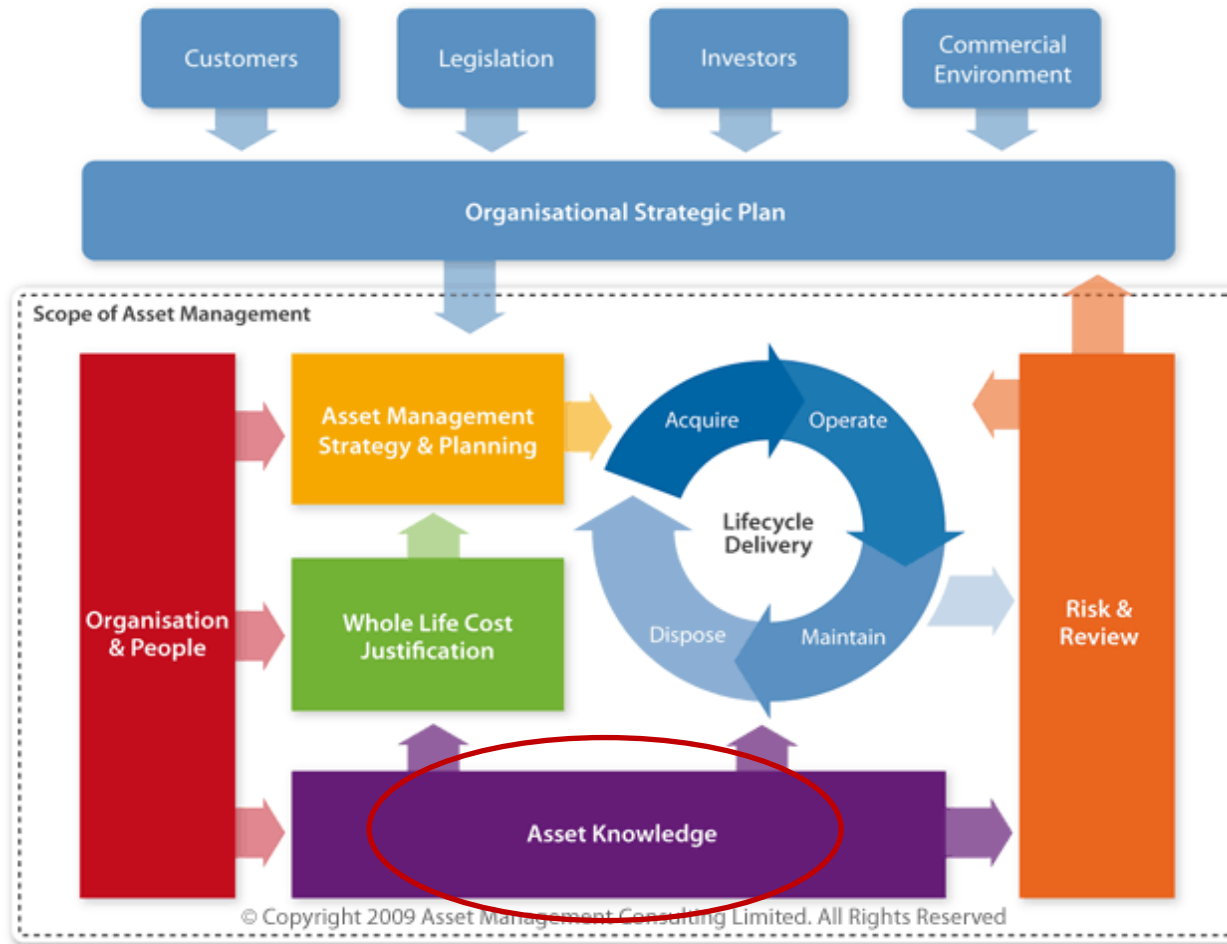 Customers
Legislation
Investors
Commercial
Environment
Organisational Strategic Plan
Scope of Asset Management
Asset Management
Strategy & Planning
Acquire
Operate
Lifecycle
Delivery
Organisation
& People
Whole Life Cost
Justification
Dispose
Maintain
Risk &
Review
Asset Knowledge
© Copyright 2009 Asset Management Consulting Limited. All Rights Reserved